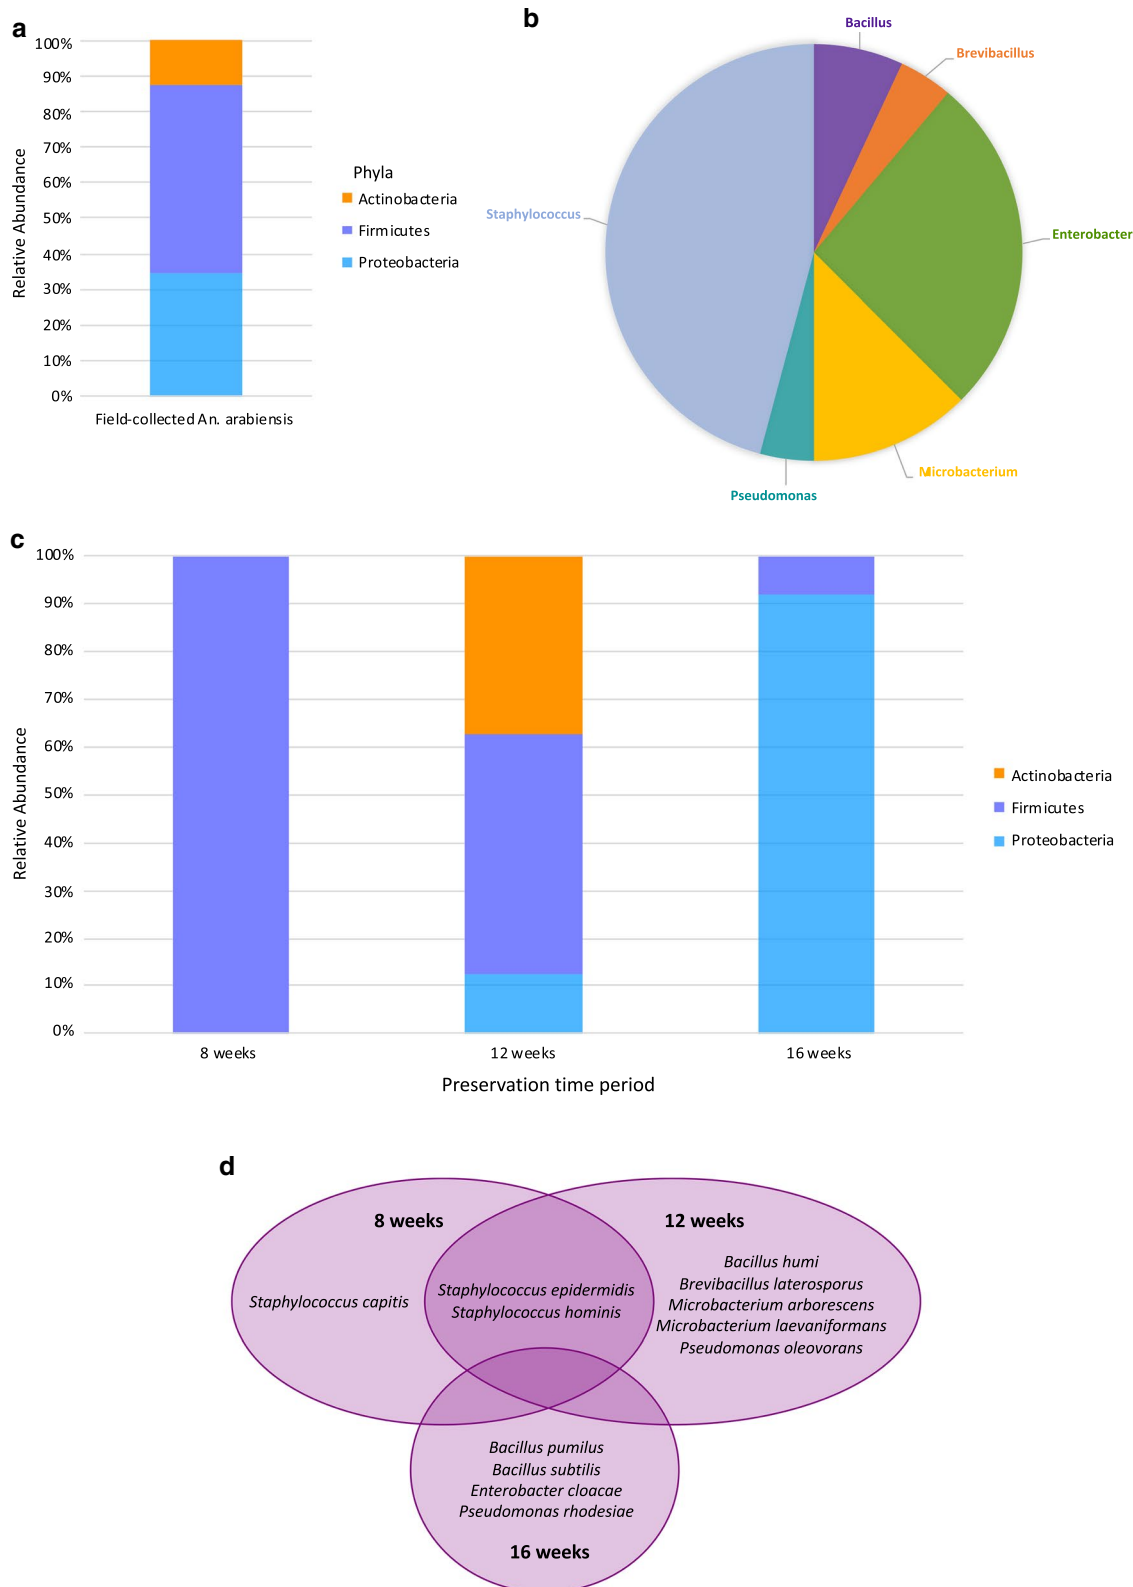 a
100%
90%
80%
70%
60%
50%
40%
30%
20%
10%
0%
Relative Abundance
Field-collected An. arabiensis
Phyla
Actinobacteria
Firmicutes
Proteobacteria
b
Bacillus
Brevibacillus
Enterobacter
Microbacterium
Pseudomonas
Staphylococcus
c
100%
90%
80%
70%
60%
50%
40%
30%
20%
10%
0%
Relative Abundance
8 weeks
12 weeks
16 weeks
Preservation time period
Actinobacteria
Firmicutes
Proteobacteria
d
8 weeks
Staphylococcus capitis
Staphylococcus epidermidis
Staphylococcus hominis
12 weeks
Bacillus humi
Brevibacillus laterosporus
Microbacterium arborescens
Microbacterium laevaniformans
Pseudomonas oleovorans
Bacillus pumilus
Bacillus subtilis
Enterobacter cloacae
Pseudomonas rhodesiae
16 weeks